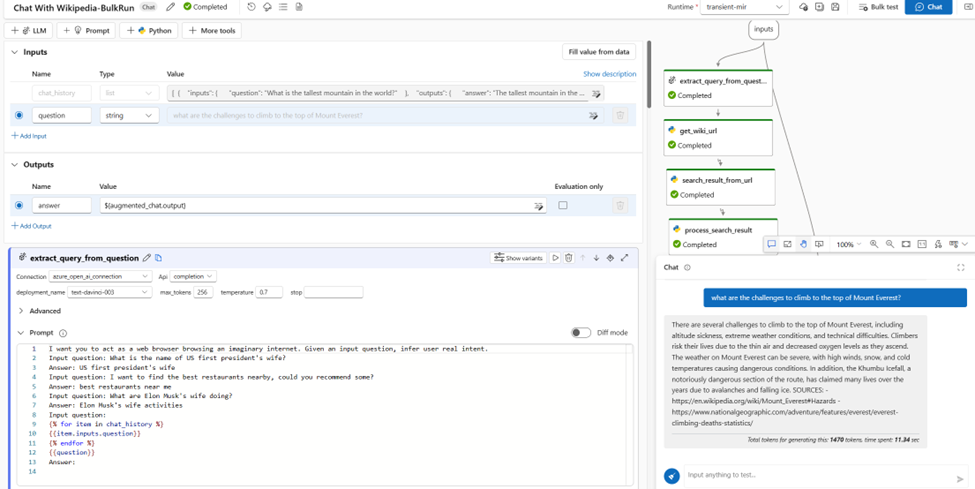 Chat With Wikipedia-BulkRun Chat Completed
Runtime * transient-mir Bulk test Chat
+ LLM + Prompt + Python + More tools
Inputs
Fill value from data
Show description
Name Type Value
chat_history list [ { "inputs": { "question": "What is the tallest mountain in the world?" }, "outputs": { "answer": "The tallest mountain in the ...
question string what are the challenges to climb to the top of Mount Everest?
+ Add Input
Outputs
Name Value Evaluation only
answer ${augmented_chat.output}
+ Add Output
extract_query_from_question Show variants
Connection azure_open_ai_connection Api completion
deployment_name text-davinci-003 max_tokens 256 temperature 0.7 stop
Advanced
Prompt Diff mode
1 I want you to act as a web browser browsing an imaginary internet. Given an input question, infer user real intent.
2 Input question: What is the name of US first president's wife?
3 Answer: US first president's wife
4 Input question: I want to find the best restaurants nearby, could you recommend some?
5 Answer: best restaurants near me
6 Input question: What are Elon Musk's wife doing?
7 Answer: Elon Musk's wife activities
8 Input question:
9 {% for item in chat_history %}
10 {{item.inputs.question}}
11 {% endfor %}
12 {{question}}
13 Answer:
14
inputs
extract_query_from_quest...
Completed
get_wiki_url
Completed
search_result_from_url
Completed
process_search_result
Completed
100%
Chat
what are the challenges to climb to the top of Mount Everest?
There are several challenges to climb to the top of Mount Everest, including
altitude sickness, extreme weather conditions, and technical difficulties. Climbers
risk their lives due to the thin air and decreased oxygen levels as they ascend.
The weather on Mount Everest can be severe, with high winds, snow, and cold
temperatures causing dangerous conditions. In addition, the Khumbu Icefall, a
notoriously dangerous section of the route, has claimed many lives over the
years due to avalanches and falling ice. SOURCES: -
https://en.wikipedia.org/wiki/Mount_Everest#Hazards -
https://www.nationalgeographic.com/adventure/features/everest/everest-
climbing-deaths-statistics/
Total tokens for generating this: 1470 tokens, time spent: 11.34 sec
Input anything to test...